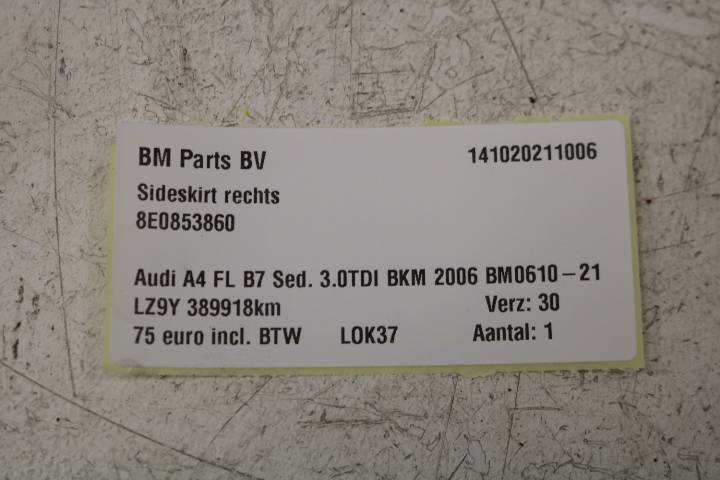 BM Parts BV 141020211006
Sideskirt rechts
8E0853860
Audi A4 FL B7 Sed. 3.0TDI BKM 2006 BM0610-21
LZ9Y 389918km Verz: 30
75 euro incl. BTW LOK37 Aantal: 1